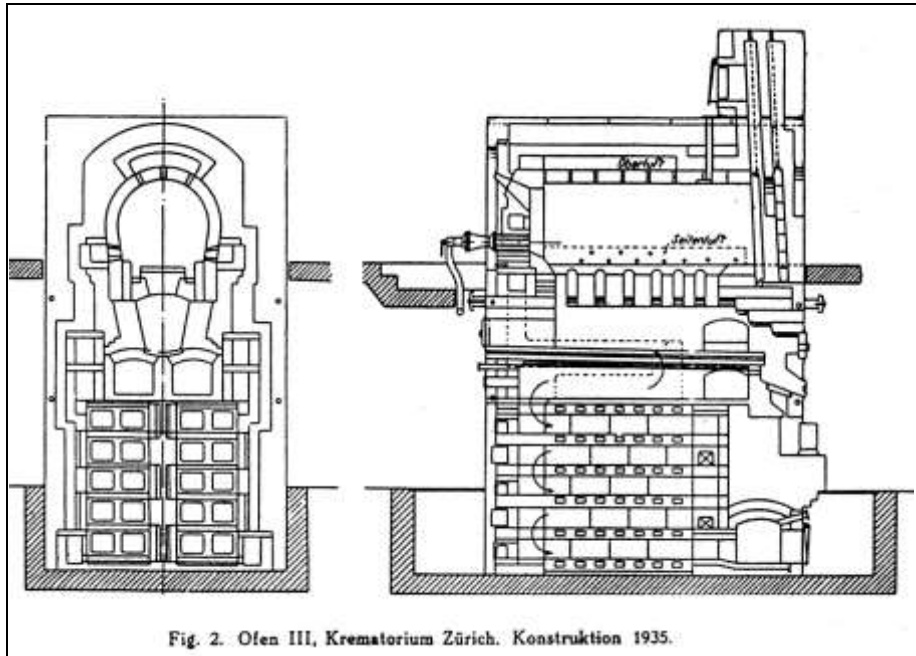 Oberluft
Seitenluft
Fig. 2. Ofen III, Krematorium Zürich. Konstruktion 1935.